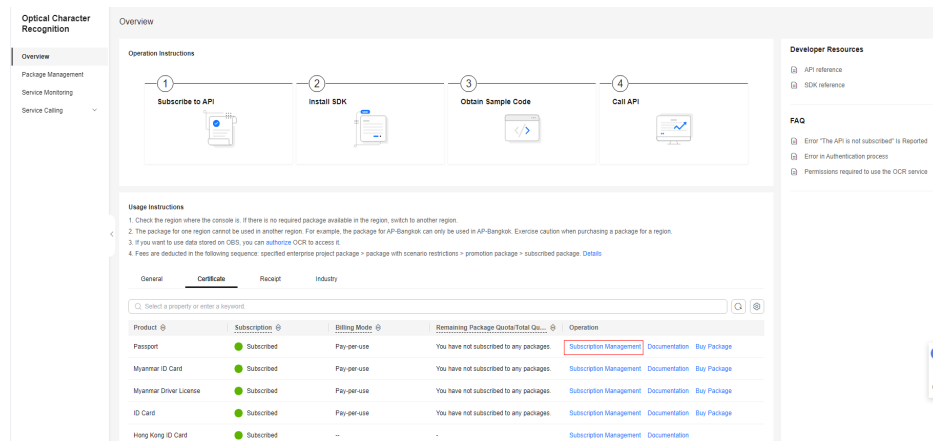 Optical Character
Recognition
Overview
Package Management
Service Monitoring
Service Calling
Overview
Operation Instructions
1
Subscribe to API
2
Install SDK
3
Obtain Sample Code
4
Call API
Usage Instructions
1. Check the region where the console is. If there is no required package available in the region, switch to another region.
2. The package for one region cannot be used in another region. For example, the package for AP-Bangkok can only be used in AP-Bangkok. Exercise caution when purchasing a package for a region.
3. If you want to use data stored on OBS, you can authorize OCR to access it.
4. Fees are deducted in the following sequence: specified enterprise project package > package with scenario restrictions > promotion package > subscribed package. Details
General Certificate Receipt Industry
Select a property or enter a keyword.
Product Subscription Billing Mode Remaining Package Quota/Total Qu... Operation
Passport Subscribed Pay-per-use You have not subscribed to any packages. Subscription Management Documentation Buy Package
Myanmar ID Card Subscribed Pay-per-use You have not subscribed to any packages. Subscription Management Documentation Buy Package
Myanmar Driver License Subscribed Pay-per-use You have not subscribed to any packages. Subscription Management Documentation Buy Package
ID Card Subscribed Pay-per-use You have not subscribed to any packages. Subscription Management Documentation Buy Package
Hong Kong ID Card Subscribed -- - Subscription Management Documentation
Developer Resources
API reference
SDK reference
FAQ
Error "The API is not subscribed" Is Reported
Error in Authentication process
Permissions required to use the OCR service